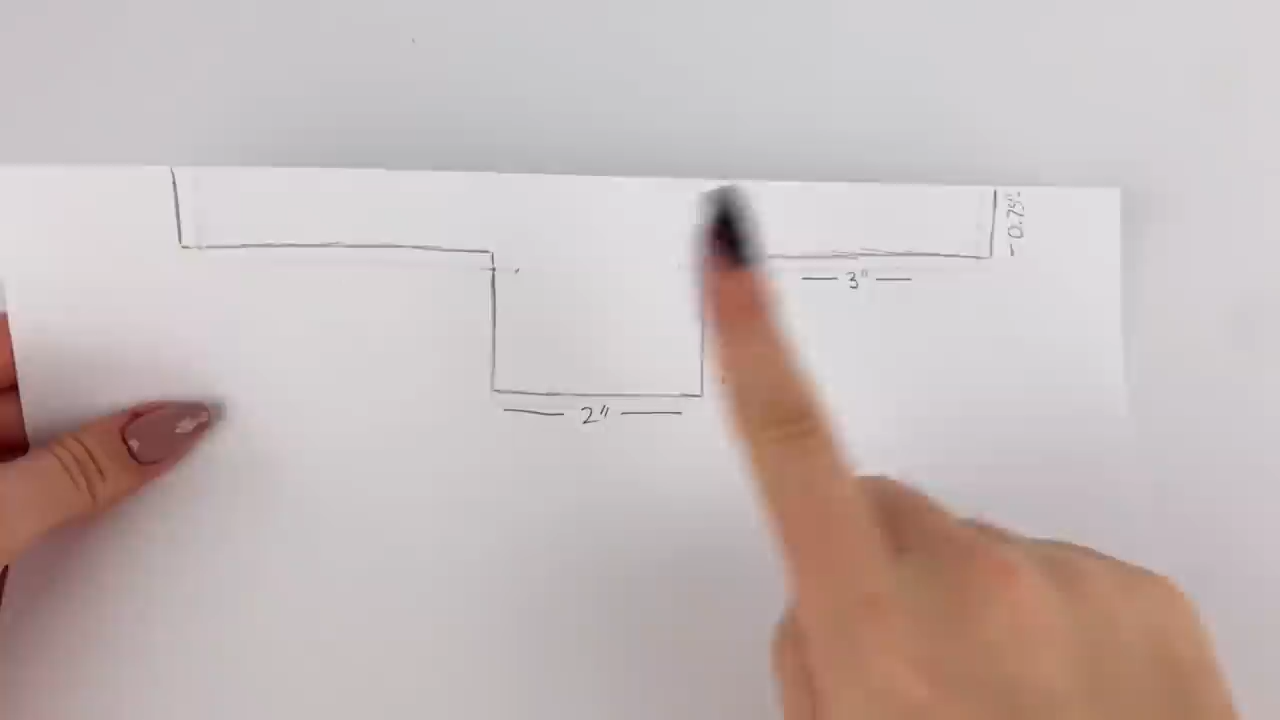 - 0.75" -
— 3" —
— 2" —